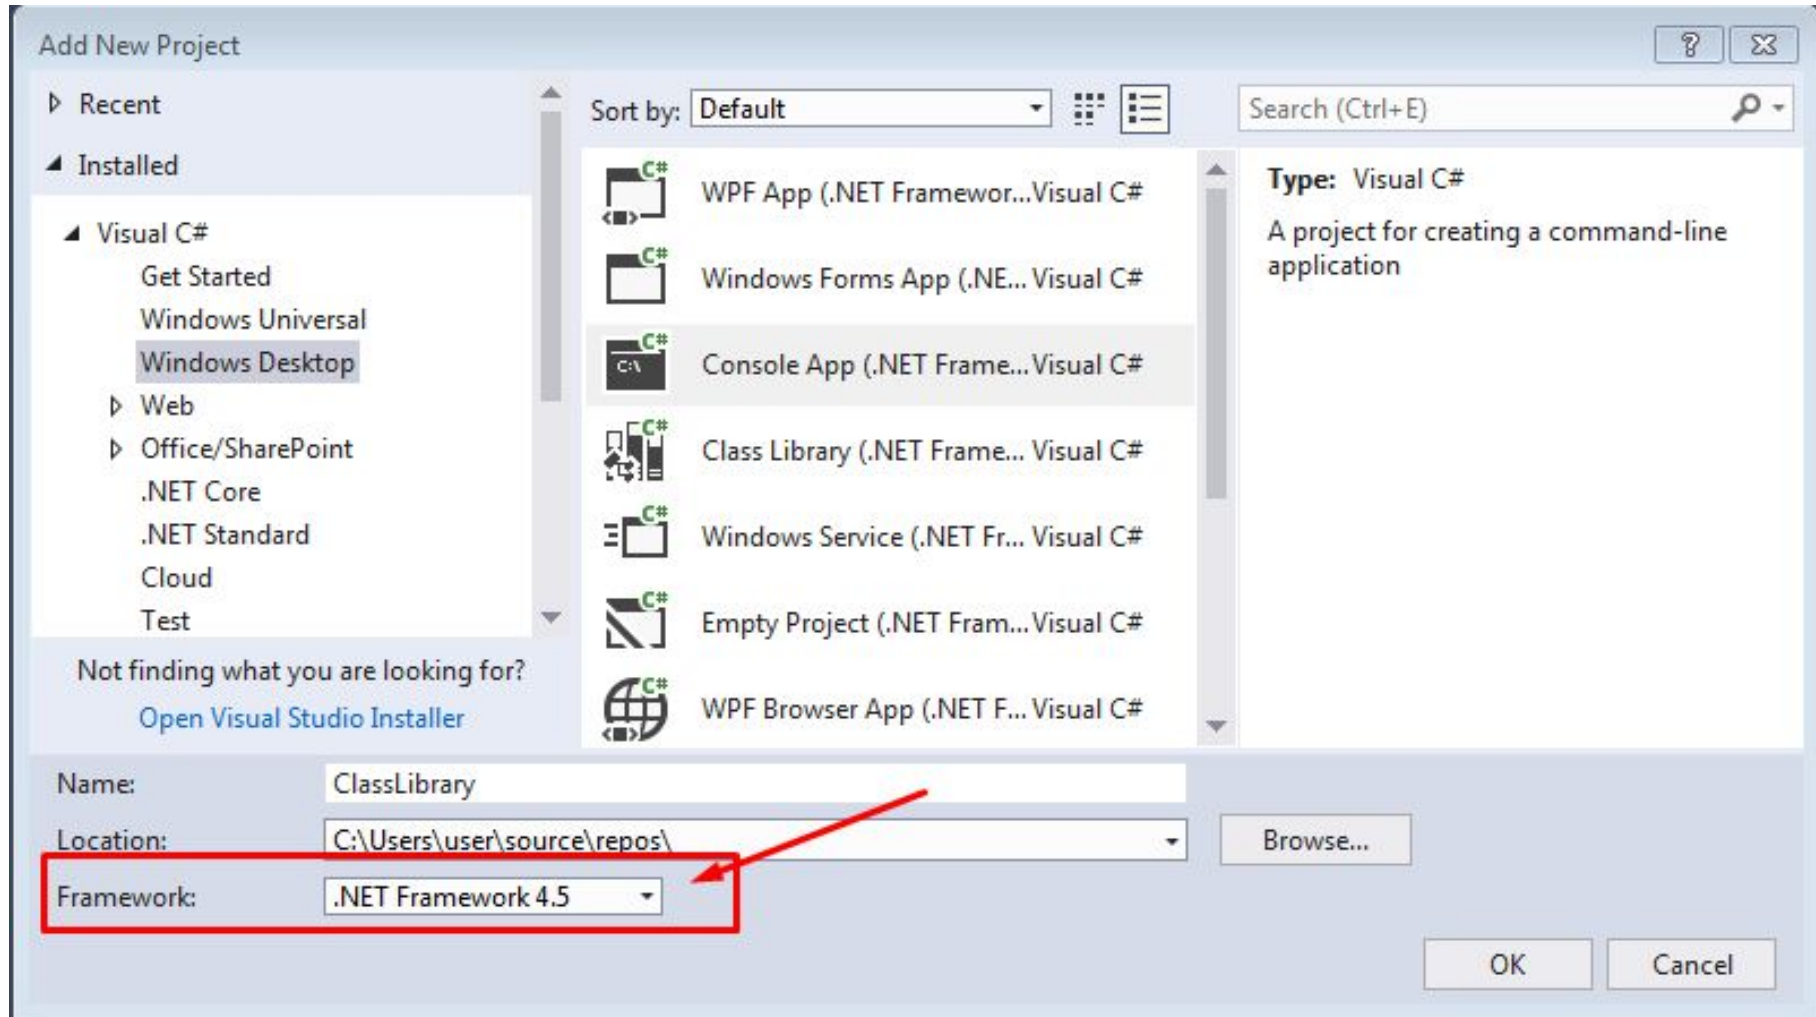 Add New Project
Recent
Installed
Visual C#
Get Started
Windows Universal
Windows Desktop
Web
Office/SharePoint
.NET Core
.NET Standard
Cloud
Test
Not finding what you are looking for?
Open Visual Studio Installer
Sort by: Default
C# WPF App (.NET Framewor... Visual C#
C# Windows Forms App (.NE... Visual C#
C# C:\ Console App (.NET Frame... Visual C#
C# Class Library (.NET Frame... Visual C#
C# Windows Service (.NET Fr... Visual C#
C# Empty Project (.NET Fram... Visual C#
C# WPF Browser App (.NET F... Visual C#
Search (Ctrl+E)
Type: Visual C#
A project for creating a command-line
application
Name: ClassLibrary
Location: C:\Users\user\source\repos\ Browse...
Framework: .NET Framework 4.5
OK Cancel